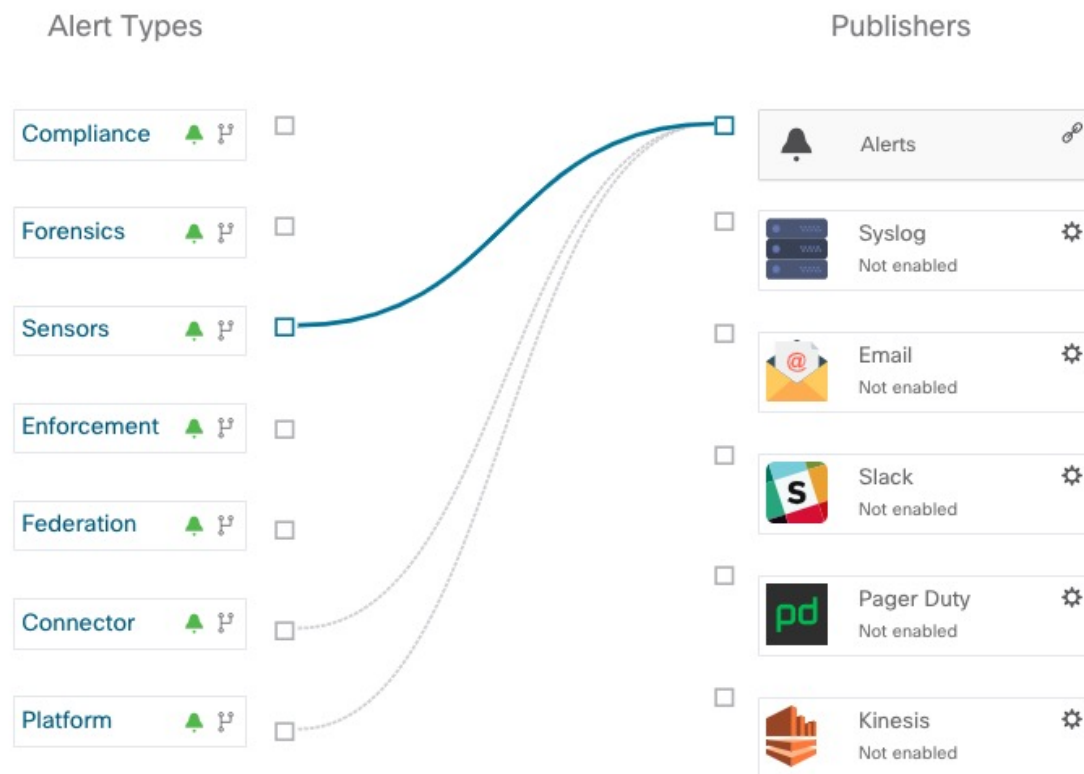 Alert Types
Publishers
Compliance
Alerts
Forensics
Syslog
Not enabled
Sensors
Email
@
Not enabled
Enforcement
Slack
S
Not enabled
Federation
Connector
Pager Duty
pd
Not enabled
Platform
Kinesis
Not enabled